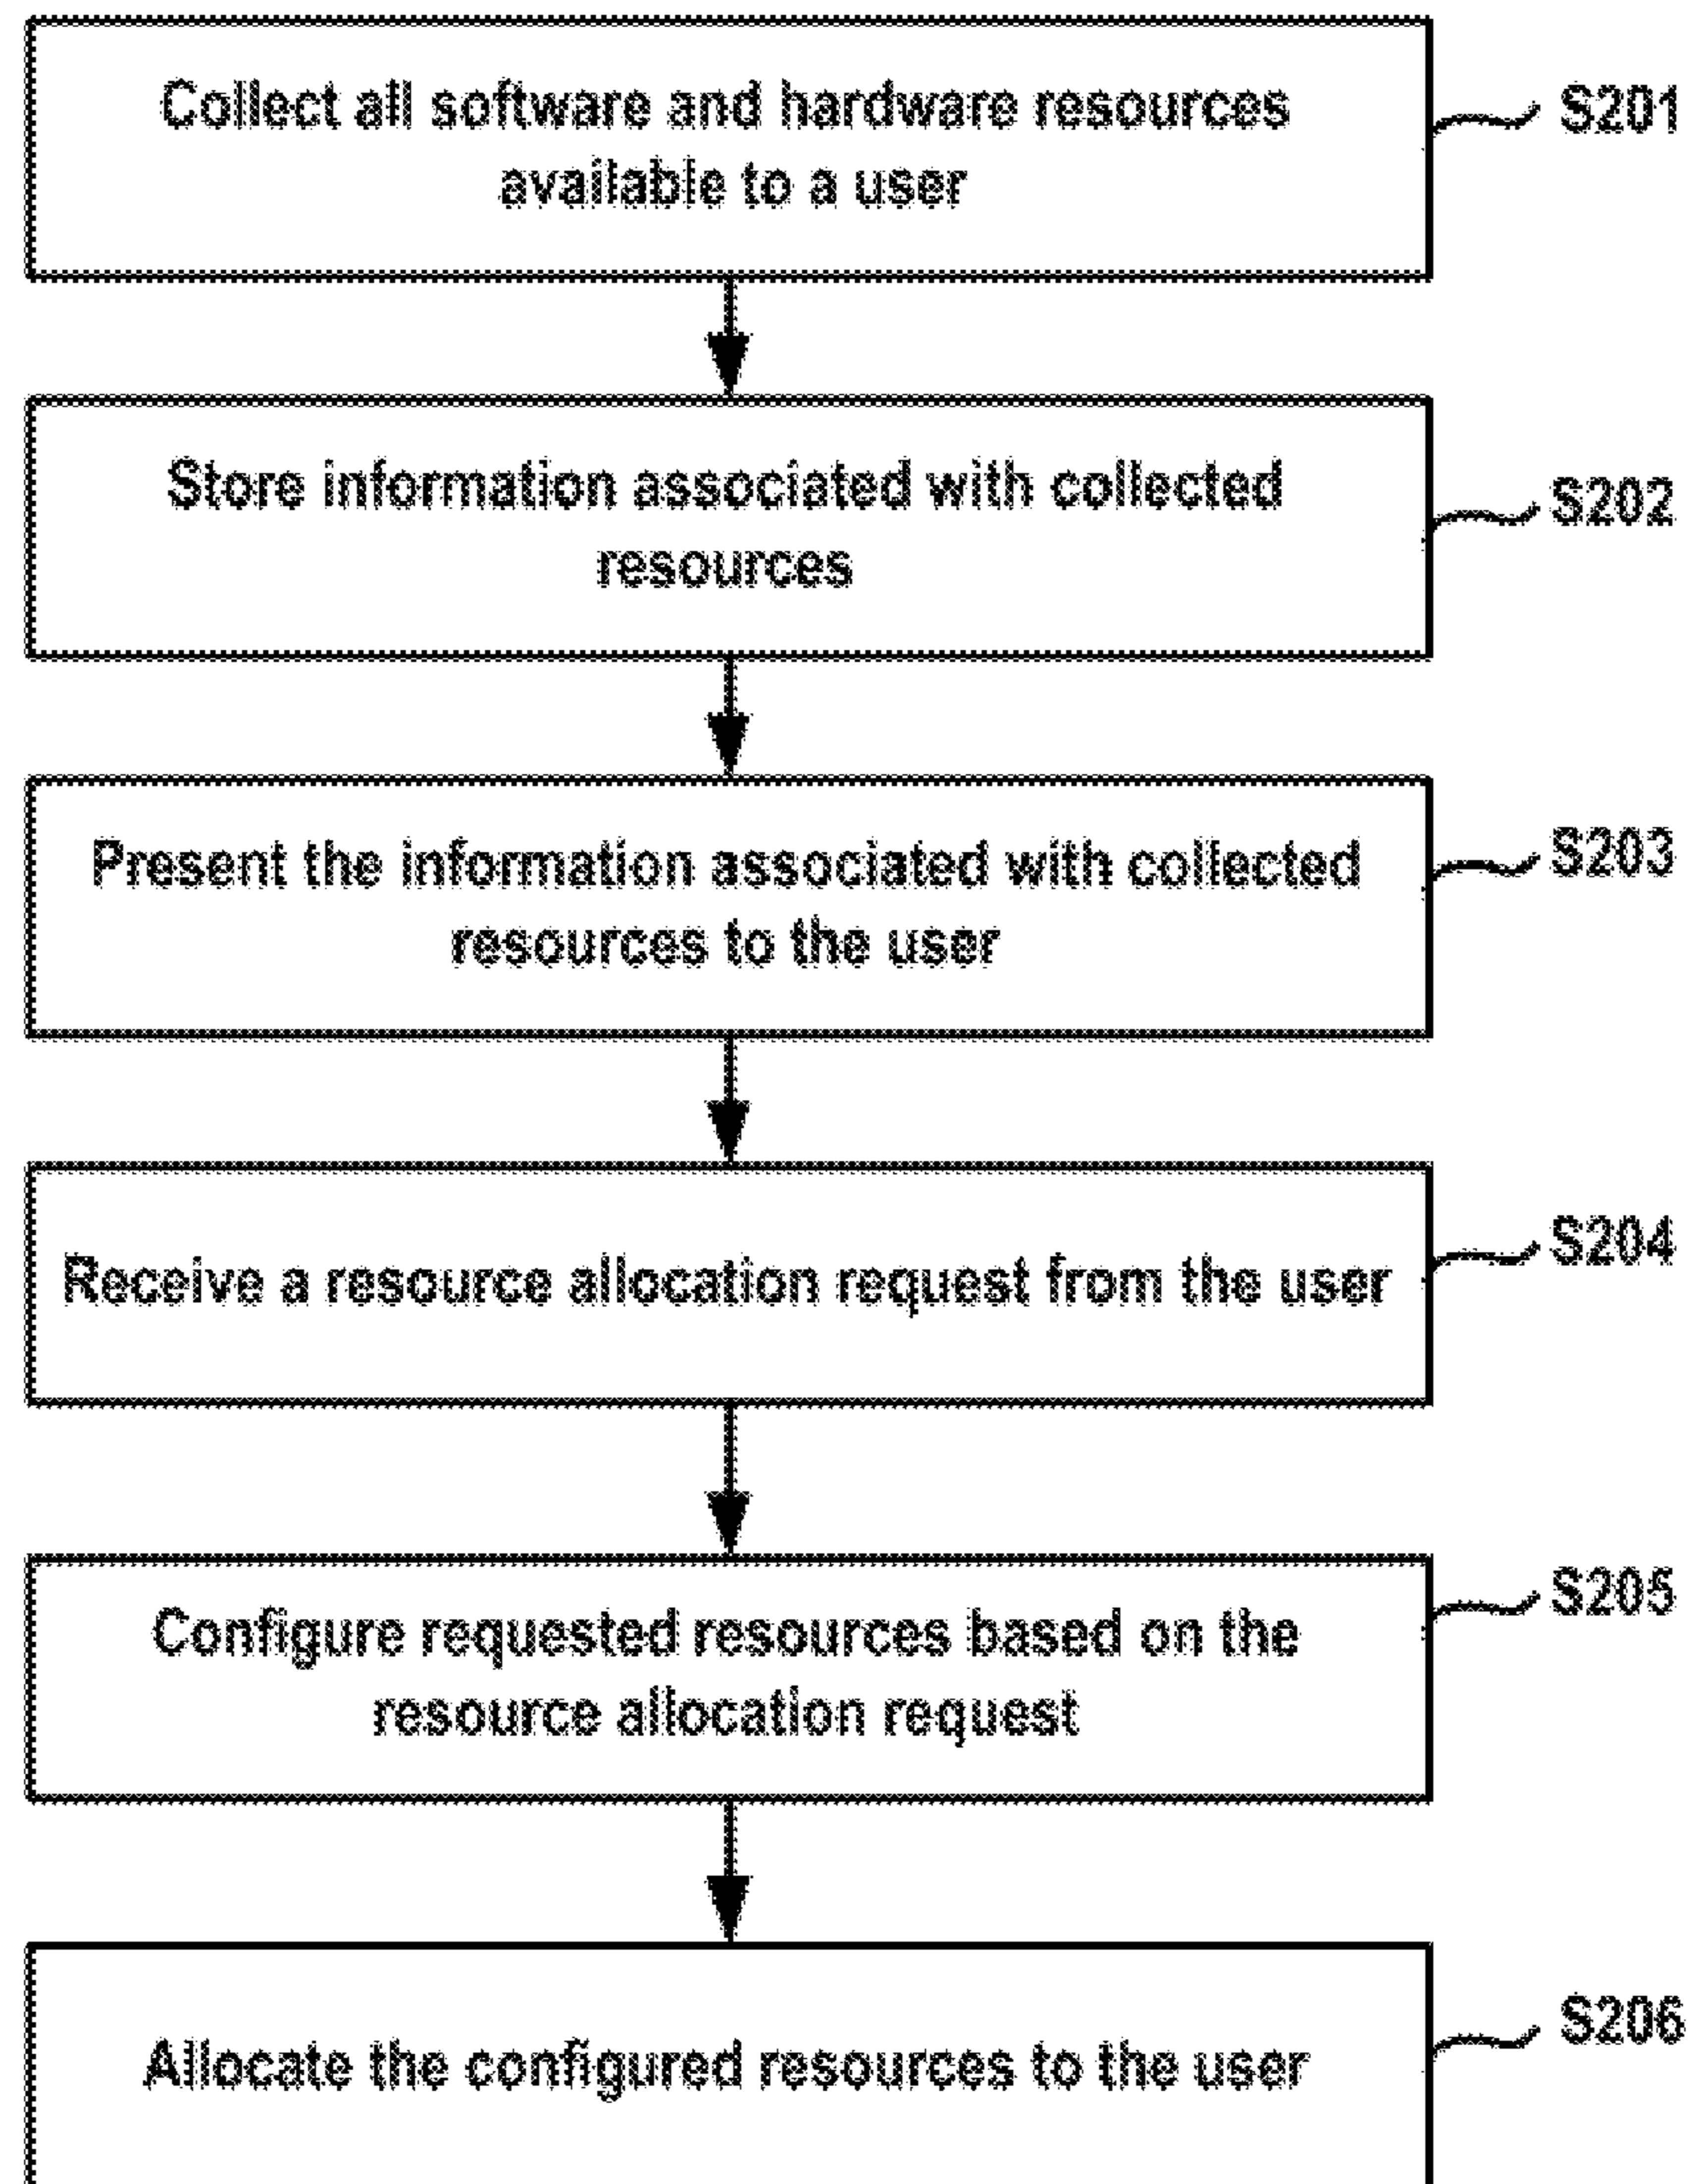 Collect all software and hardware resources
available to a user
S201
Store information associated with collected
resources
S202
Present the information associated with collected
resources to the user
S203
Receive a resource allocation request from the user
S204
Configure requested resources based on the
resource allocation request
S205
Allocate the configured resources to the user
S206